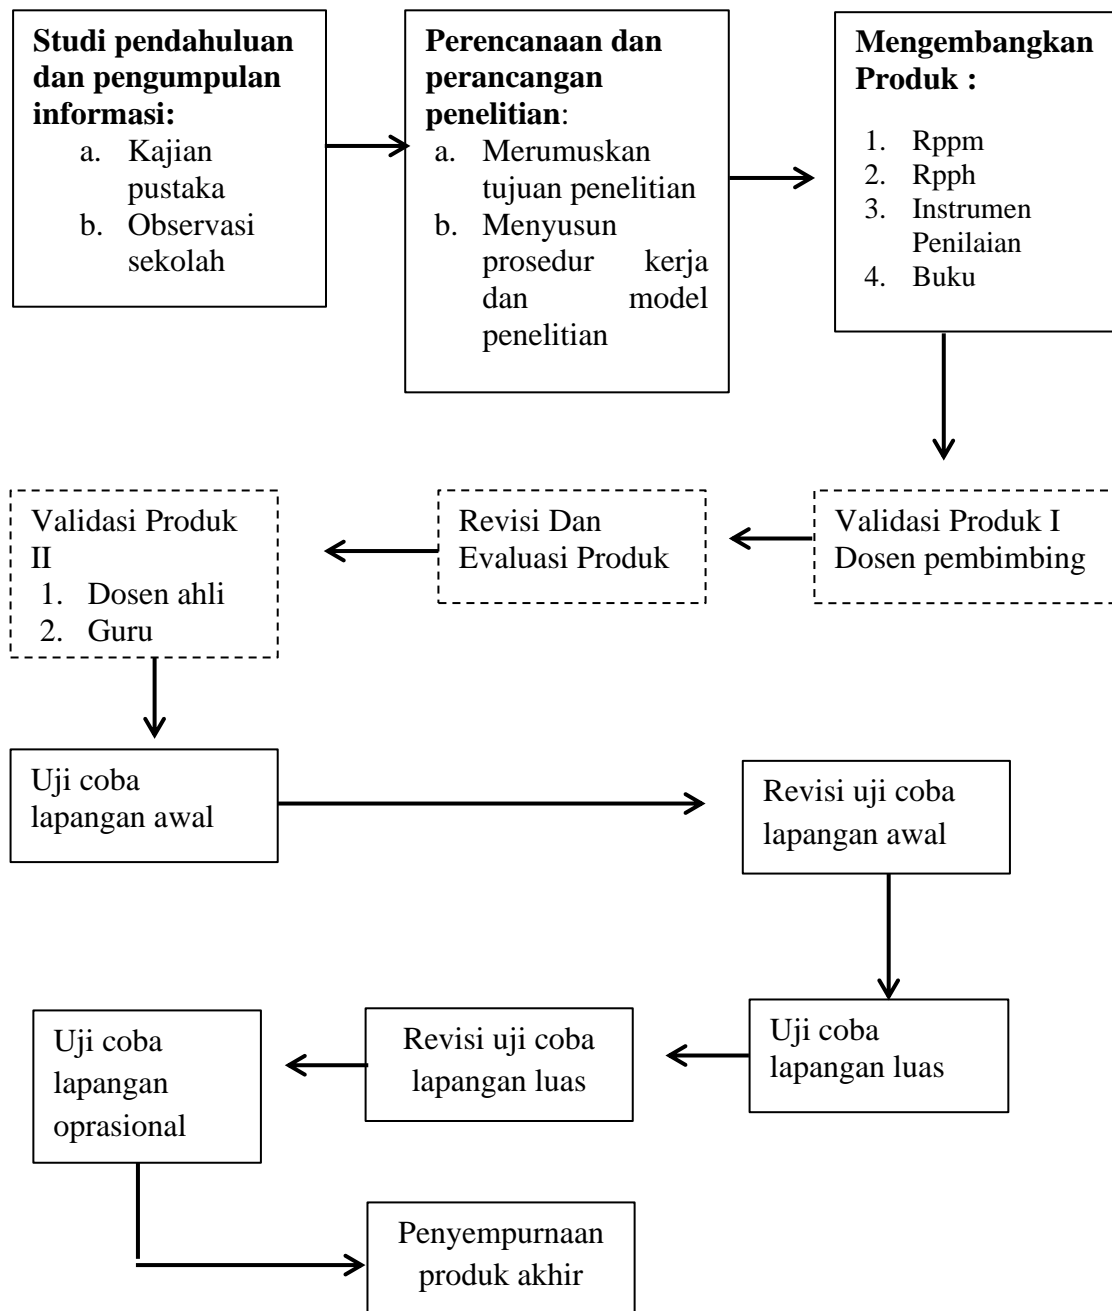 Studi pendahuluan
dan pengumpulan
informasi:
a. Kajian
pustaka
b. Observasi
sekolah
Perencanaan dan
perancangan
penelitian:
a. Merumuskan
tujuan penelitian
b. Menyusun
prosedur kerja
dan model
penelitian
Mengembangkan
Produk :
1. Rppm
2. Rpph
3. Instrumen
Penilaian
4. Buku
Validasi Produk I
Dosen pembimbing
Revisi Dan
Evaluasi Produk
Validasi Produk
II
1. Dosen ahli
2. Guru
Uji coba
lapangan awal
Revisi uji coba
lapangan awal
Uji coba
lapangan luas
Revisi uji coba
lapangan luas
Uji coba
lapangan
oprasional
Penyempurnaan
produk akhir